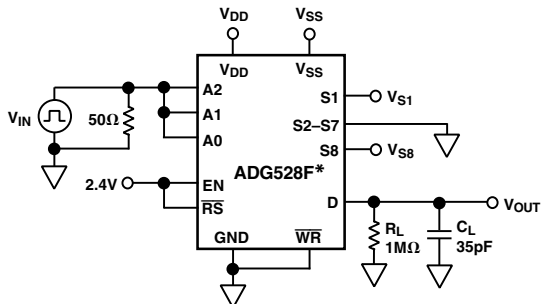 VDD VSS
VDD VSS
A2
A1
A0
VIN
50Ω
S1 VS1
S2–S7
S8 VS8
ADG528F*
2.4V
EN
RS
D
VOUT
RL
1MΩ
CL
35pF
GND WR